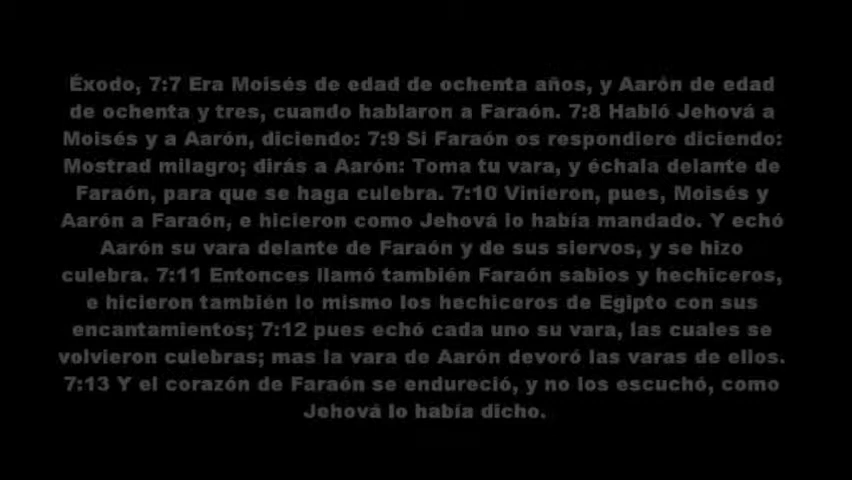 Éxodo, 7:7 Era Moisés de edad de ochenta años, y Aarón de edad
de ochenta y tres, cuando hablaron a Faraón. 7:8 Habló Jehová a
Moisés y a Aarón, diciendo: 7:9 Si Faraón os respondiere diciendo:
Mostrad milagro; dirás a Aarón: Toma tu vara, y échala delante de
Faraón, para que se haga culebra. 7:10 Vinieron, pues, Moisés y
Aarón a Faraón, e hicieron como Jehová lo había mandado. Y echó
Aarón su vara delante de Faraón y de sus siervos, y se hizo
culebra. 7:11 Entonces llamó también Faraón sabios y hechiceros,
e hicieron también lo mismo los hechiceros de Egipto con sus
encantamientos; 7:12 pues echó cada uno su vara, las cuales se
volvieron culebras; mas la vara de Aarón devoró las varas de ellos.
7:13 Y el corazón de Faraón se endureció, y no los escuchó, como
Jehová lo había dicho.